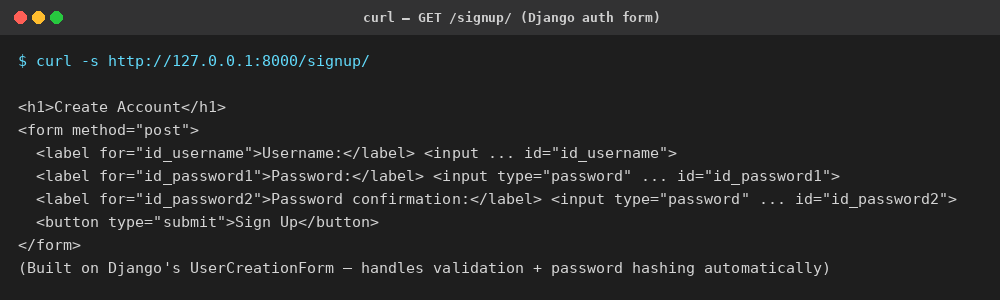 curl — GET /signup/ (Django auth form)
$ curl -s http://127.0.0.1:8000/signup/
<h1>Create Account</h1>
<form method="post">
  <label for="id_username">Username:</label> <input ... id="id_username">
  <label for="id_password1">Password:</label> <input type="password" ... id="id_password1">
  <label for="id_password2">Password confirmation:</label> <input type="password" ... id="id_password2">
  <button type="submit">Sign Up</button>
</form>
(Built on Django's UserCreationForm — handles validation + password hashing automatically)